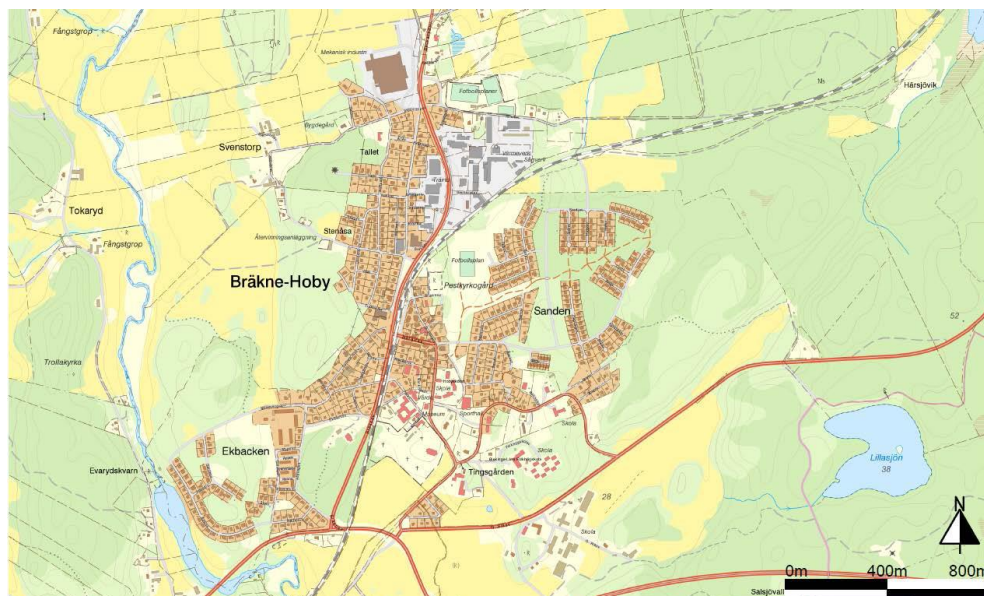 Fångstgrop
Mekanisk industri
Fotbollsplaner
Hårsjövik
Bygdegård
Svenstorp
Tallet
Tokaryd
Fångstgrop
Stenåsa
Återvinningsanläggning
Fotbollsplan
Bräkne-Hoby
Pestkyrkogård
Sanden
52
Trollakyrka
Skola
Museum
Sporthall
Skola
Ekbacken
Skola
Lillasjön
Evarydskvarn
Tingsgården
38
28
N
Skola
0m
400m
800m
Salsjövall